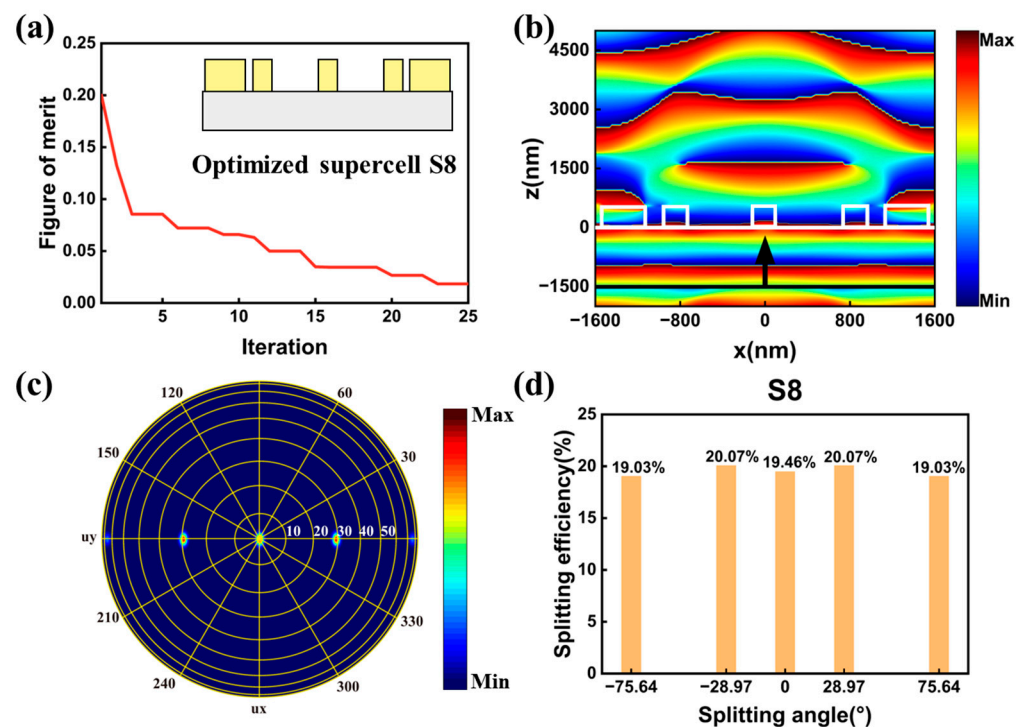 (a)
0.25
0.20
0.15
0.10
0.05
0.00
Figure of merit
Optimized supercell S8
0 5 10 15 20 25
Iteration
(b)
4500
3000
1500
0
−1500
z(nm)
−1600 −800 0 800 1600
x(nm)
Max
Min
(c)
120 60
150 30
uy 10 20 30 40 50
210 330
240 300
ux
Max
Min
(d)
S8
25
20
15
10
5
0
Splitting efficiency(%)
19.03% 20.07% 19.46% 20.07% 19.03%
−75.64 −28.97 0 28.97 75.64
Splitting angle(°)